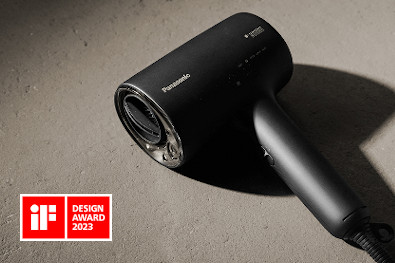 Panasonic
iF
DESIGN
AWARD
2023